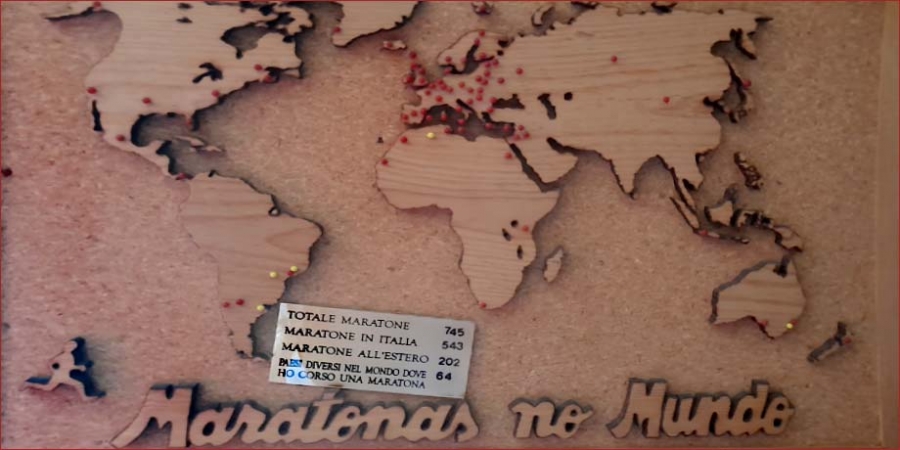 TOTALE MARATONE 745
MARATONE IN ITALIA 543
MARATONE ALL'ESTERO 202
PAESI DIVERSI NEL MONDO DOVE 64
HO CORSO UNA MARATONA
Maratonas no Mundo